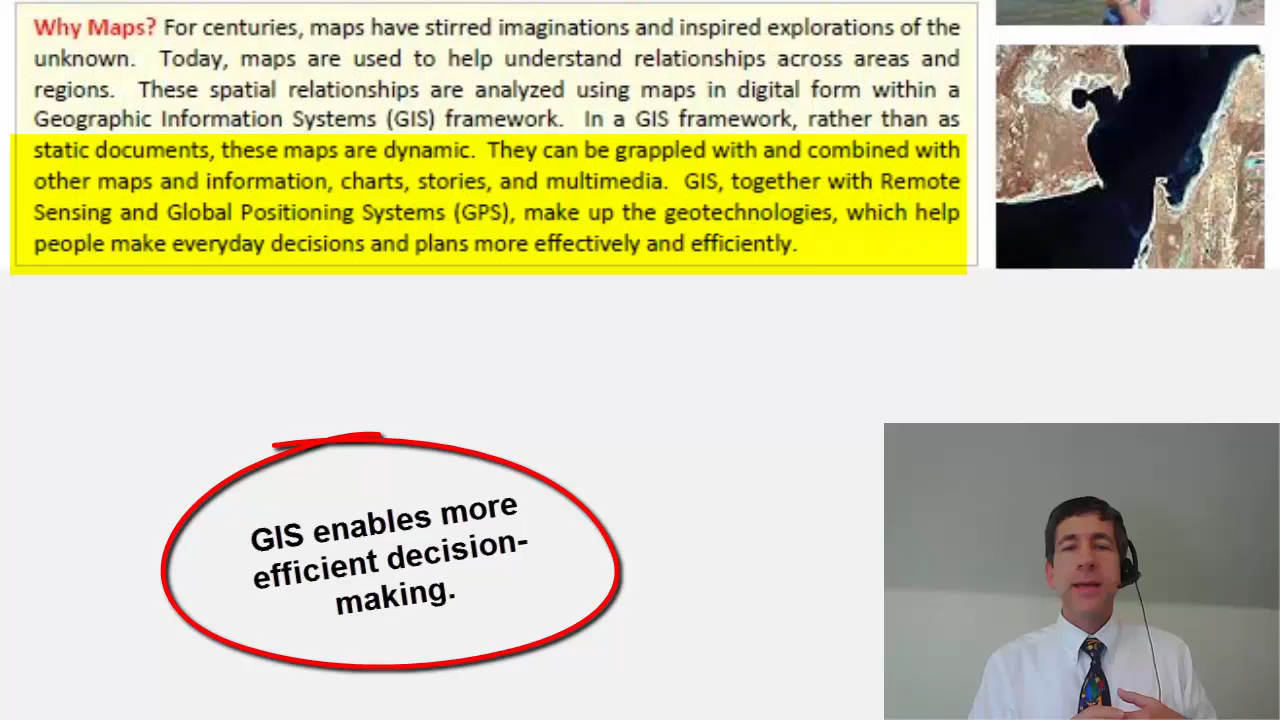 Why Maps? For centuries, maps have stirred imaginations and inspired explorations of the
unknown. Today, maps are used to help understand relationships across areas and
regions. These spatial relationships are analyzed using maps in digital form within a
Geographic Information Systems (GIS) framework. In a GIS framework, rather than as
static documents, these maps are dynamic. They can be grappled with and combined with
other maps and information, charts, stories, and multimedia. GIS, together with Remote
Sensing and Global Positioning Systems (GPS), make up the geotechnologies, which help
people make everyday decisions and plans more effectively and efficiently.
GIS enables more
efficient decision-
making.